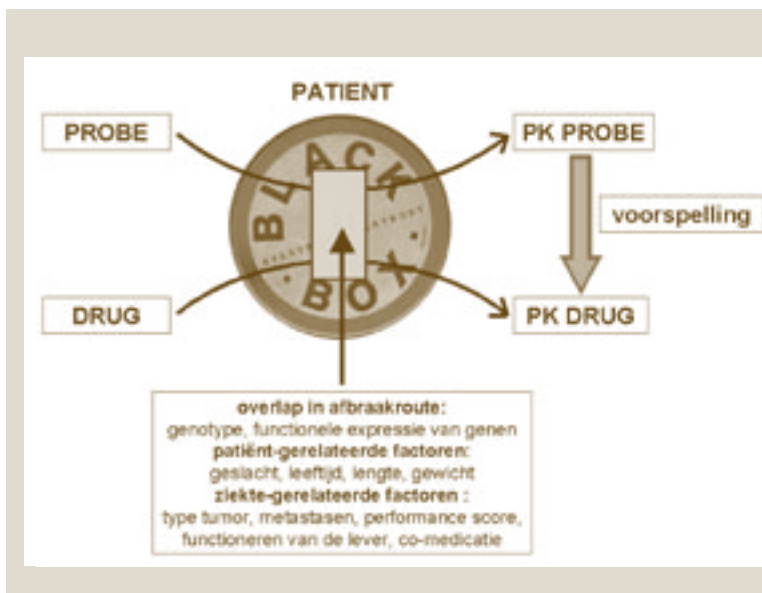 PATIENT
PROBE
PK PROBE
BLACK
BOX
voorspelling
DRUG
PK DRUG
overlap in afbraakroute:
genotype, functionele expressie van genen
patiënt-gerelateerde factoren:
geslacht, leeftijd, lengte, gewicht
ziekte-gerelateerde factoren :
type tumor, metastasen, performance score,
functioneren van de lever, co-medicatie